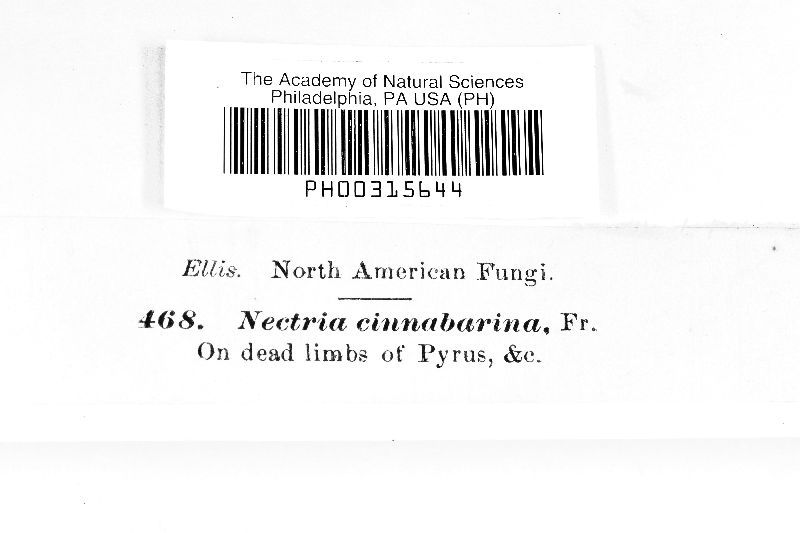 The Academy of Natural Sciences
Philadelphia, PA USA (PH)
PH00315644
Ellis. North American Fungi.
468. Nectria cinnabarina, Fr.
On dead limbs of Pyrus, &c.